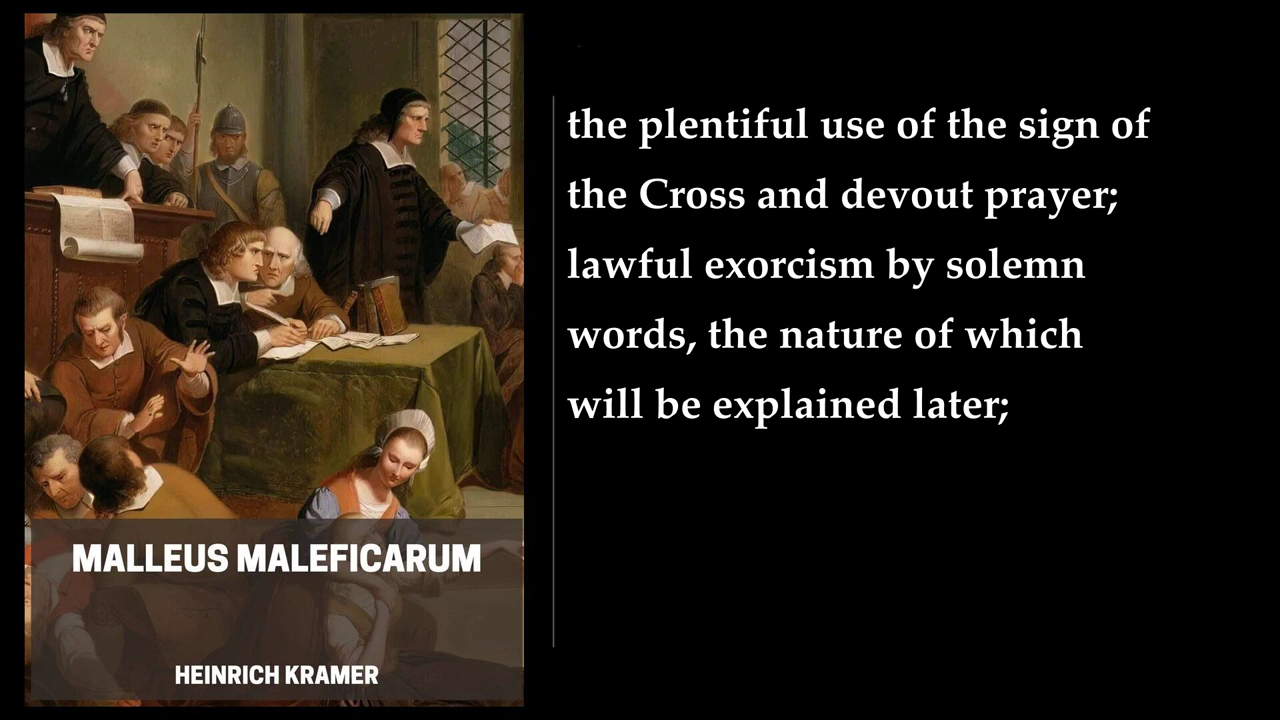 MALLEUS MALEFICARUM
HEINRICH KRAMER
the plentiful use of the sign of
the Cross and devout prayer;
lawful exorcism by solemn
words, the nature of which
will be explained later;